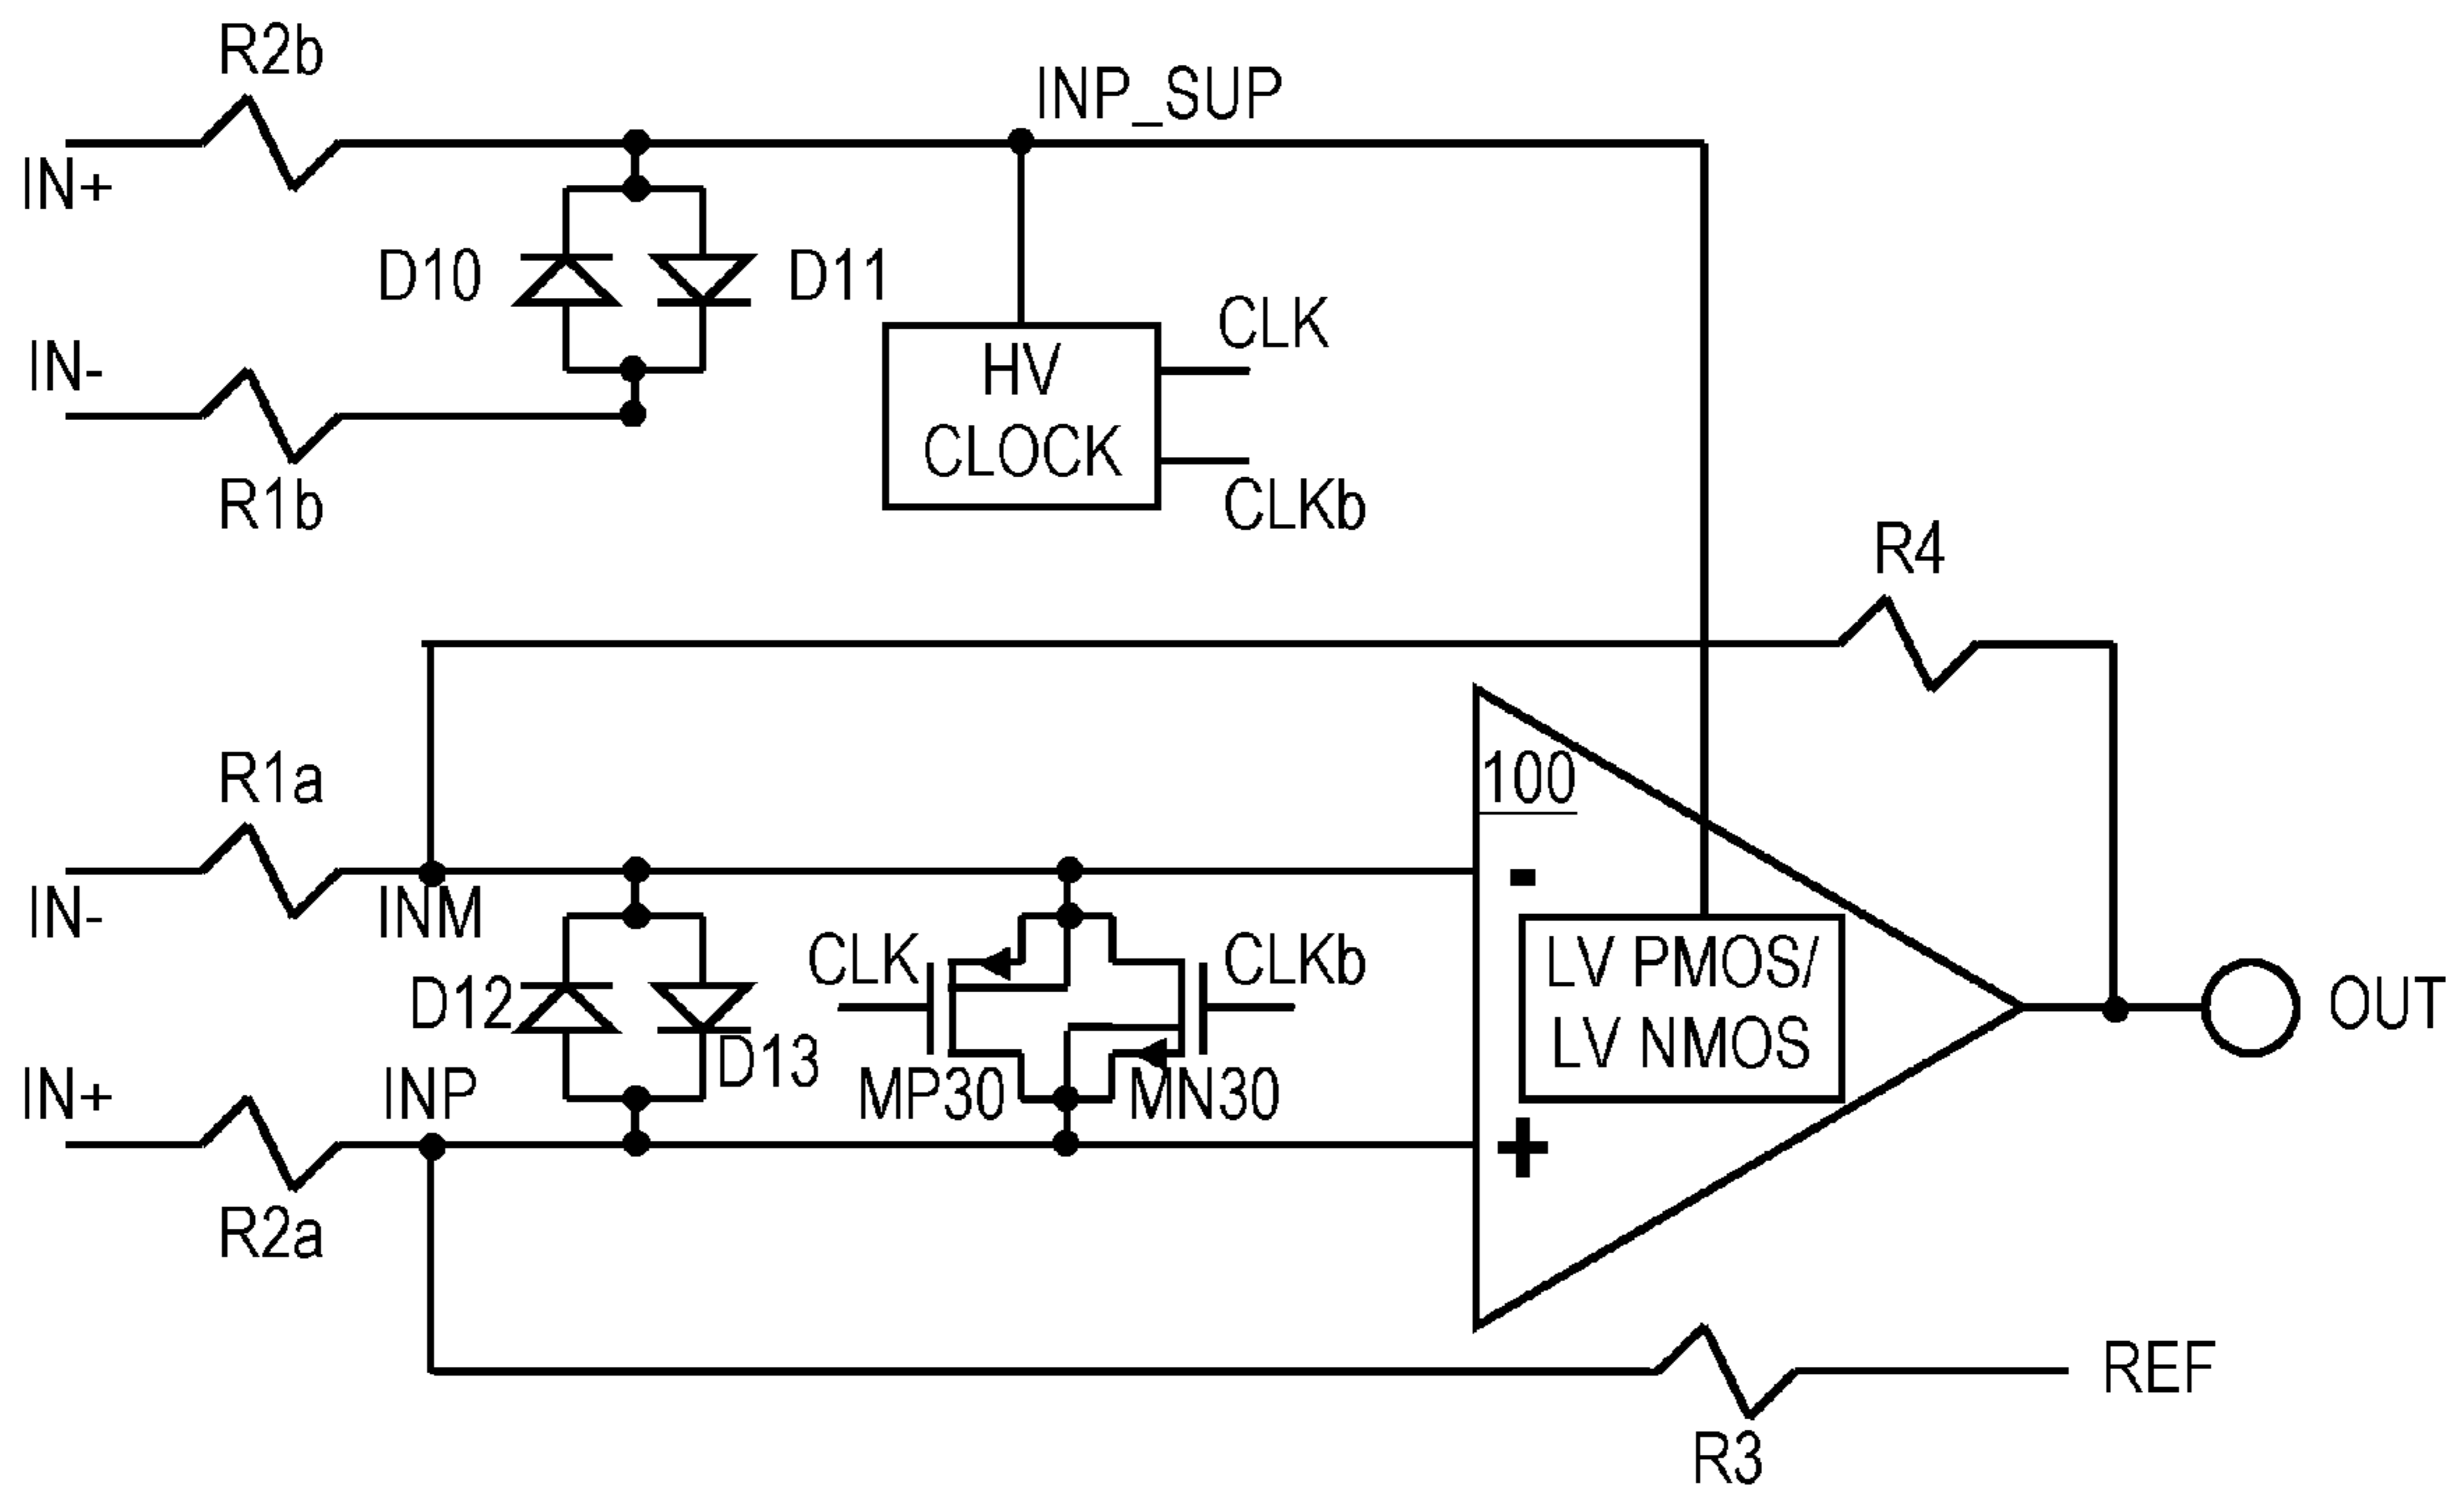 R2b
INP_SUP
IN+
D10
D11
CLK
IN-
HV
CLOCK
R1b
CLKb
R4
R1a
100
-
IN-
INM
CLK
CLKb
LV PMOS/
LV NMOS
D12
OUT
D13
IN+
INP
MP30
MN30
+
R2a
REF
R3